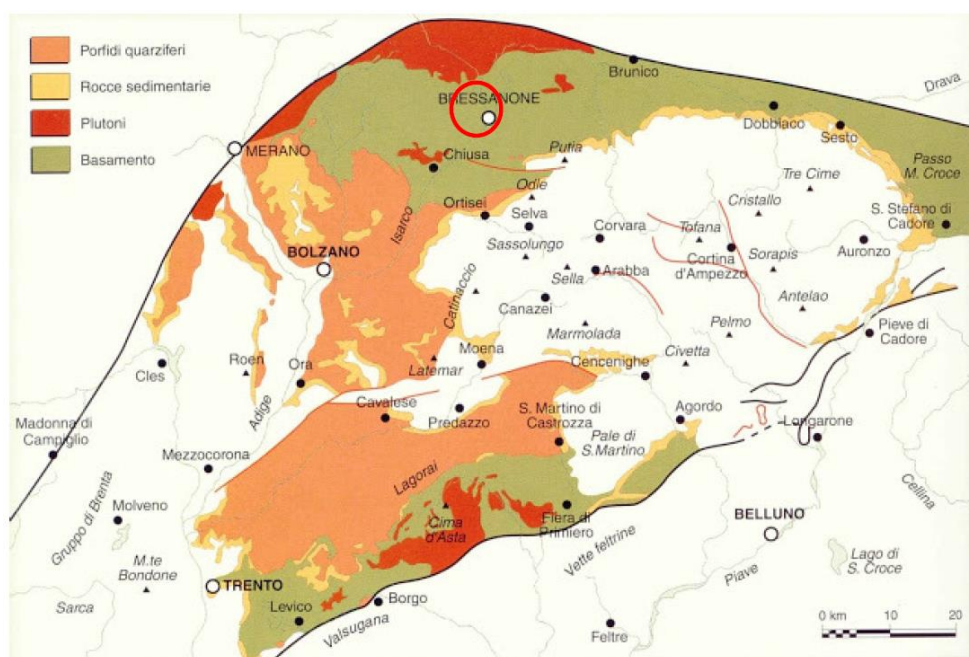 Porfidi quarziferi
Rocce sedimentarie
Plutoni
Basamento
Brunico
Drava
BRESSANONE
Dobbiaco
Sesto
MERANO
Chiusa
Putia
Passo
M. Croce
Tre Cime
Odle
Isarco
Ortisei
Selva
Cristallo
S. Stefano di
Cadore
Corvara
Tofana
Sassolungo
Cortina
d'Ampezzo
Sorapis
Auronzo
BOLZANO
Sella
Arabba
Catinaccio
Canazei
Antelao
Marmolada
Pelmo
Pieve di
Cadore
Moena
Civetta
Roen
Ora
Latemar
Cencenighe
Cles
Adige
Cavalese
Predazzo
S. Martino di
Castrozza
Agordo
Madonna di
Campiglio
Longarone
Pale di
S.Martino
Mezzocorona
Lagorai
Cellina
Gruppo di Brenta
Molveno
Cima
d'Asta
Fiera di
Primiero
BELLUNO
Vette feltrine
M.te
Bondone
Lago di
S. Croce
TRENTO
Piave
Sarca
Levico
Borgo
Valsugana
Feltre
0 km 10 20